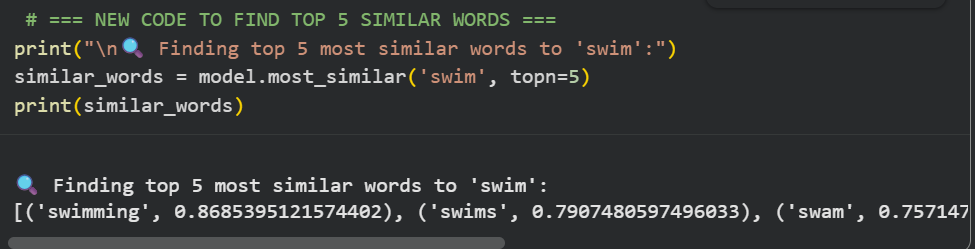 # === NEW CODE TO FIND TOP 5 SIMILAR WORDS ===
print("\n🔍 Finding top 5 most similar words to 'swim':")
similar_words = model.most_similar('swim', topn=5)
print(similar_words)
🔍 Finding top 5 most similar words to 'swim':
[('swimming', 0.8685395121574402), ('swims', 0.7907480597496033), ('swam', 0.757147